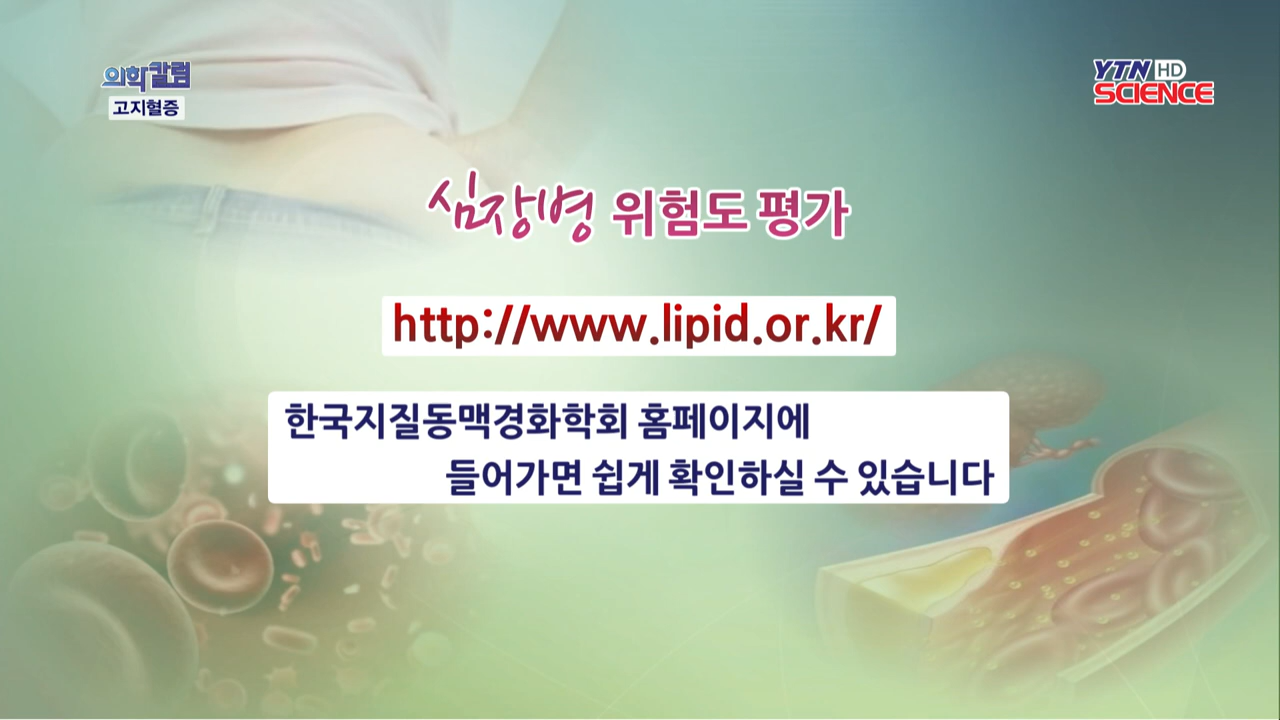 의학칼럼
고지혈증
YTN HD
SCIENCE
심장병 위험도 평가
http://www.lipid.or.kr/
한국지질동맥경화학회 홈페이지에
들어가면 쉽게 확인하실 수 있습니다